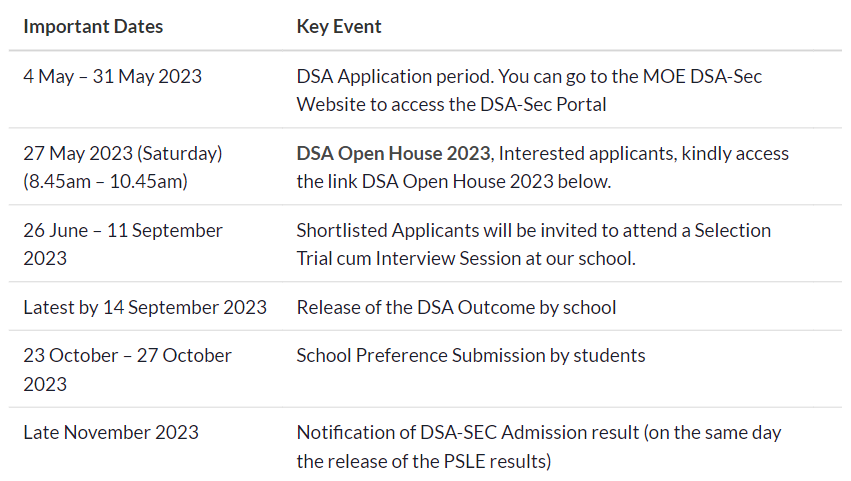 Important Dates Key Event
4 May – 31 May 2023 DSA Application period. You can go to the MOE DSA-Sec
Website to access the DSA-Sec Portal
27 May 2023 (Saturday) DSA Open House 2023, Interested applicants, kindly access
(8.45am – 10.45am) the link DSA Open House 2023 below.
26 June – 11 September Shortlisted Applicants will be invited to attend a Selection
2023 Trial cum Interview Session at our school.
Latest by 14 September 2023 Release of the DSA Outcome by school
23 October – 27 October School Preference Submission by students
2023
Late November 2023 Notification of DSA-SEC Admission result (on the same day
the release of the PSLE results)